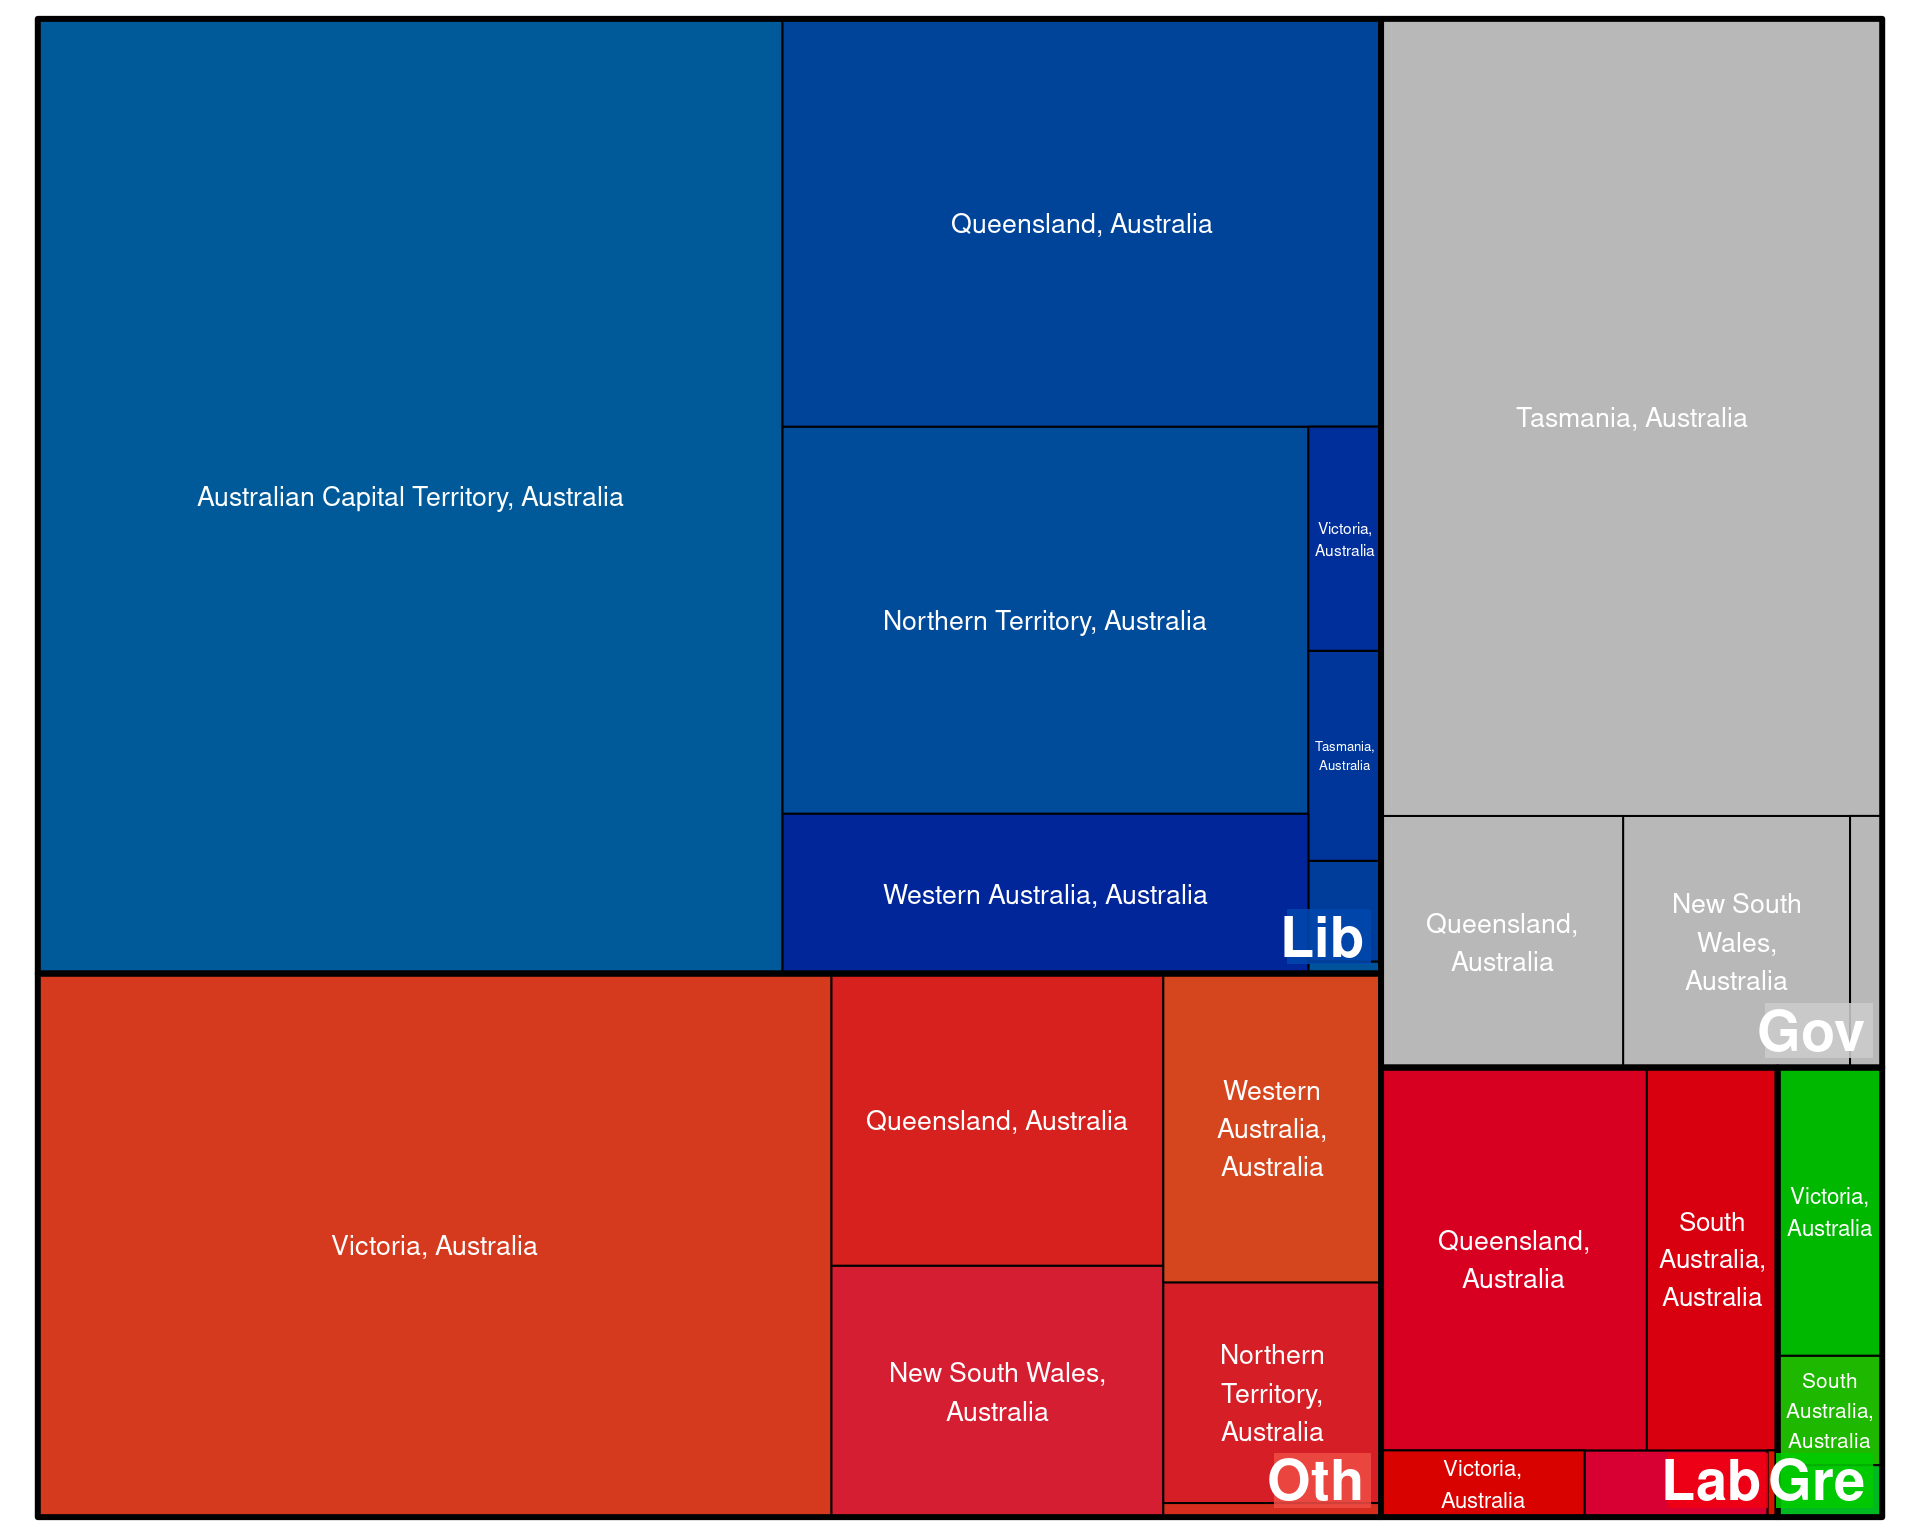 Australian Capital Territory, Australia
Queensland, Australia
Northern Territory, Australia
Victoria,
Australia
Tasmania,
Australia
Western Australia, Australia
Lib
Tasmania, Australia
Queensland,
Australia
New South
Wales,
Australia
Gov
Victoria, Australia
Queensland, Australia
New South Wales,
Australia
Western
Australia,
Australia
Northern
Territory,
Australia
Oth
Queensland,
Australia
South
Australia,
Australia
Victoria,
Australia
Lab
Victoria,
Australia
South
Australia,
Australia
Gre